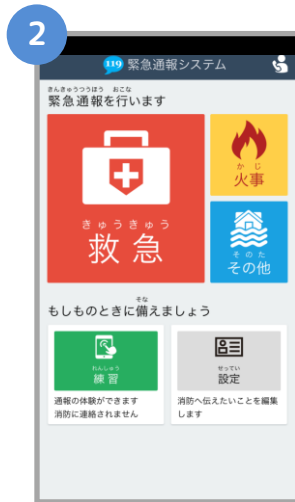 2
119 緊急通報システム
きんきゅうつうほう おこな
緊急通報を行います
きゅうきゅう
救急
かじ
火事
そのた
その他
そな
もしものときに備えましょう
れんしゅう
練習
通報の体験ができます
消防に連絡されません
せってい
設定
消防へ伝えたいことを編集
します